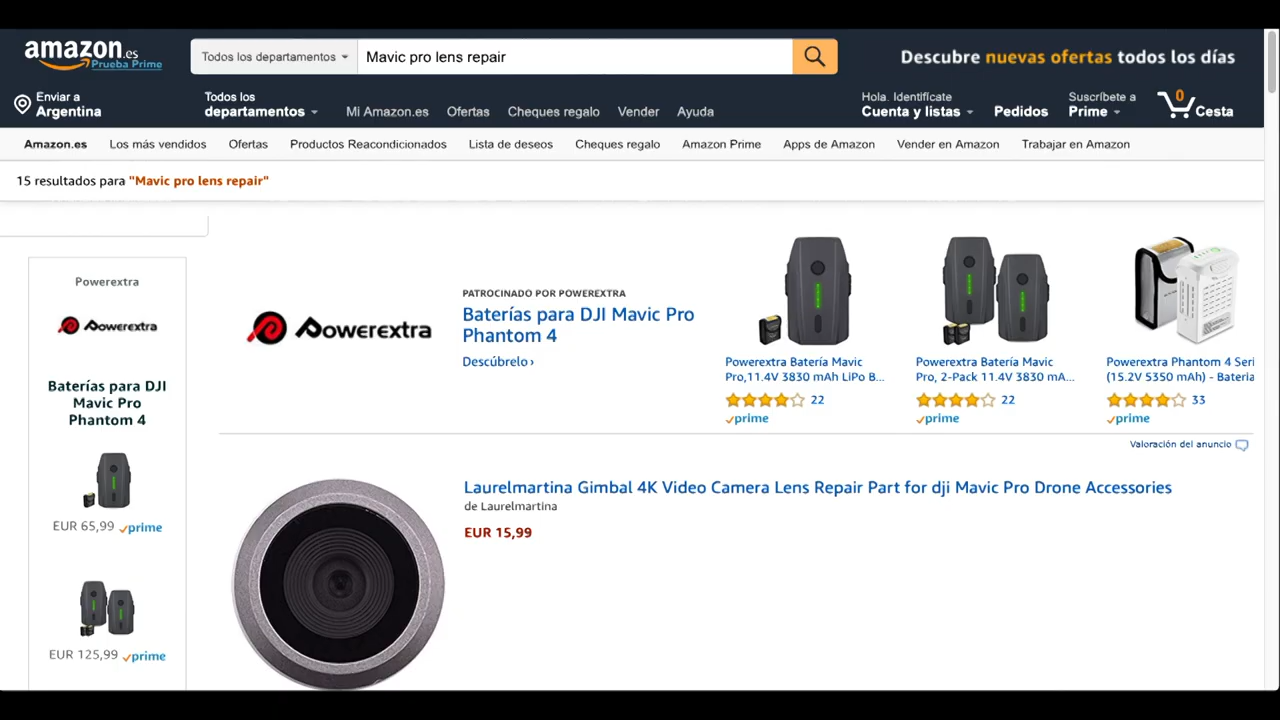 amazon.es
Prueba Prime
Todos los departamentos
Mavic pro lens repair
Descubre nuevas ofertas todos los días
Enviar a
Argentina
Todos los
departamentos
Mi Amazon.es
Ofertas
Cheques regalo
Vender
Ayuda
Hola. Identifícate
Cuenta y listas
Pedidos
Suscríbete a
Prime
0
Cesta
Amazon.es
Los más vendidos
Ofertas
Productos Reacondicionados
Lista de deseos
Cheques regalo
Amazon Prime
Apps de Amazon
Vender en Amazon
Trabajar en Amazon
15 resultados para "Mavic pro lens repair"
Powerextra
Powerextra
Baterías para DJI
Mavic Pro
Phantom 4
EUR 65,99 prime
EUR 125,99 prime
Powerextra
PATROCINADO POR POWEREXTRA
Baterías para DJI Mavic Pro
Phantom 4
Descúbrelo ›
Powerextra Batería Mavic
Pro,11.4V 3830 mAh LiPo B...
22
prime
Powerextra Batería Mavic
Pro, 2-Pack 11.4V 3830 mA...
22
prime
Powerextra Phantom 4 Seri
(15.2V 5350 mAh) - Bateria
33
prime
Valoración del anuncio
Laurelmartina Gimbal 4K Video Camera Lens Repair Part for dji Mavic Pro Drone Accessories
de Laurelmartina
EUR 15,99